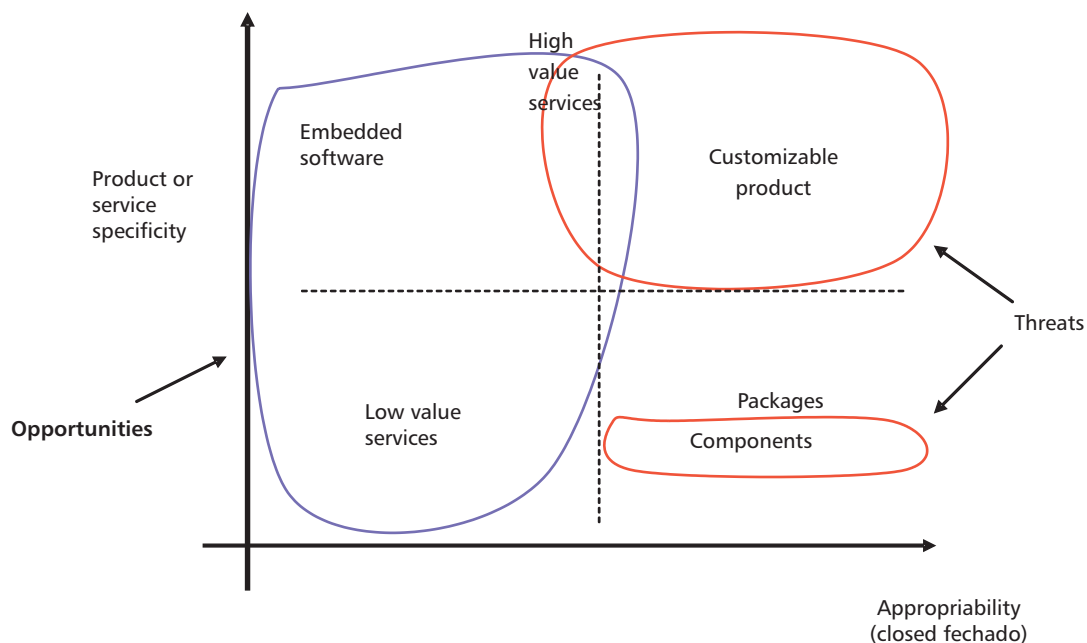 High
value
services
Embedded
software
Customizable
product
Product or
service
specificity
Threats
Opportunities
Low value
services
Packages
Components
Appropriability
(closed fechado)